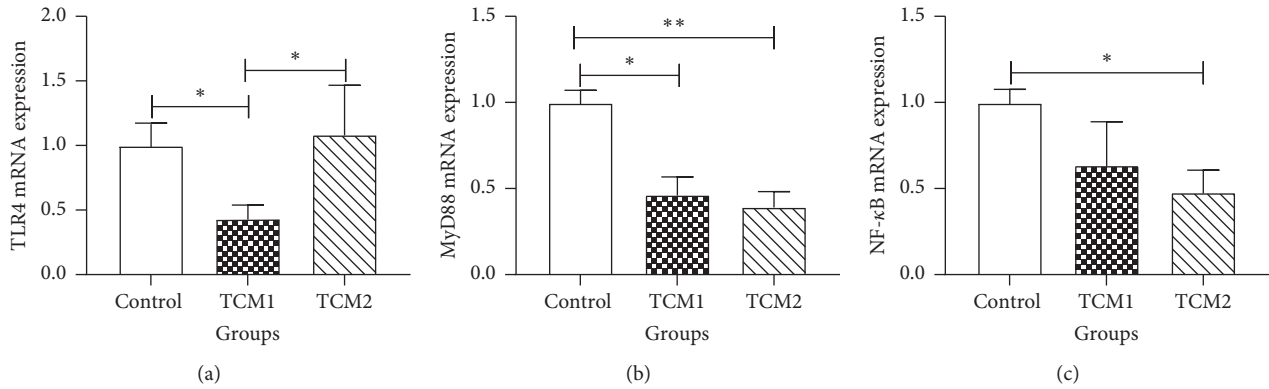 TLR4 mRNA expression
2.0
1.5
1.0
0.5
0.0
*
*
Control
TCM1
TCM2
Groups
(a)
MyD88 mRNA expression
1.5
1.0
0.5
0.0
**
*
Control
TCM1
TCM2
Groups
(b)
NF-κB mRNA expression
1.5
1.0
0.5
0.0
*
Control
TCM1
TCM2
Groups
(c)